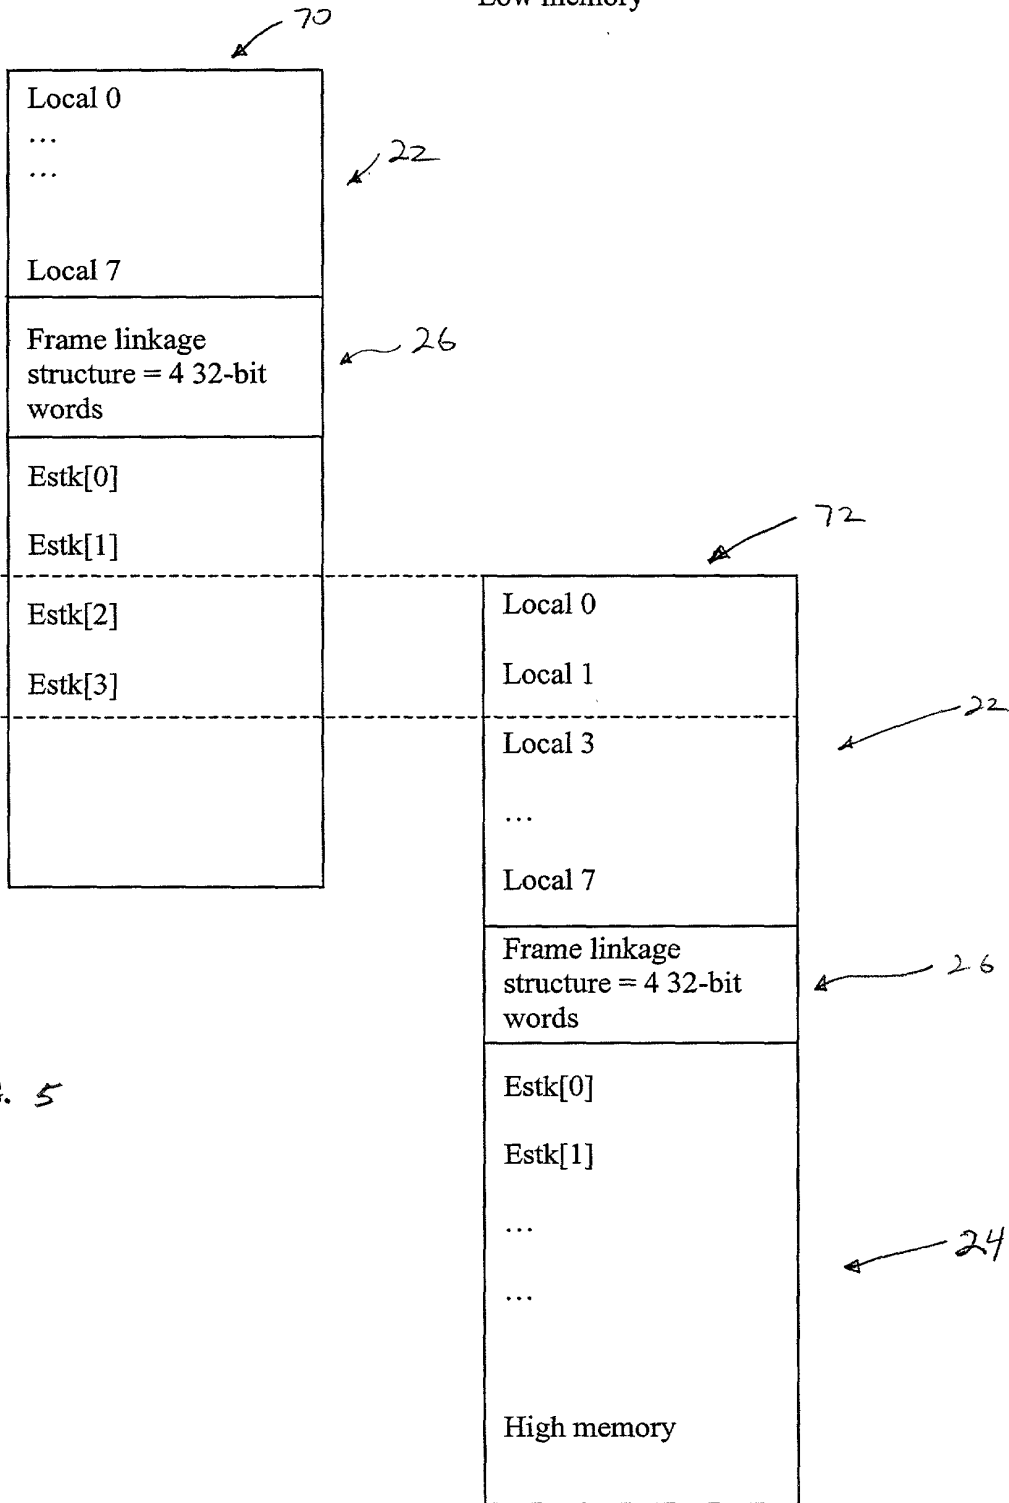 Low memory
70
Local 0
...
...
22
Local 7
Frame linkage
structure = 4 32-bit
words
26
Estk[0]
Estk[1]
Estk[2]
Estk[3]
72
Local 0
Local 1
Local 3
22
...
Local 7
Frame linkage
structure = 4 32-bit
words
26
5
Estk[0]
Estk[1]
...
...
24
High memory